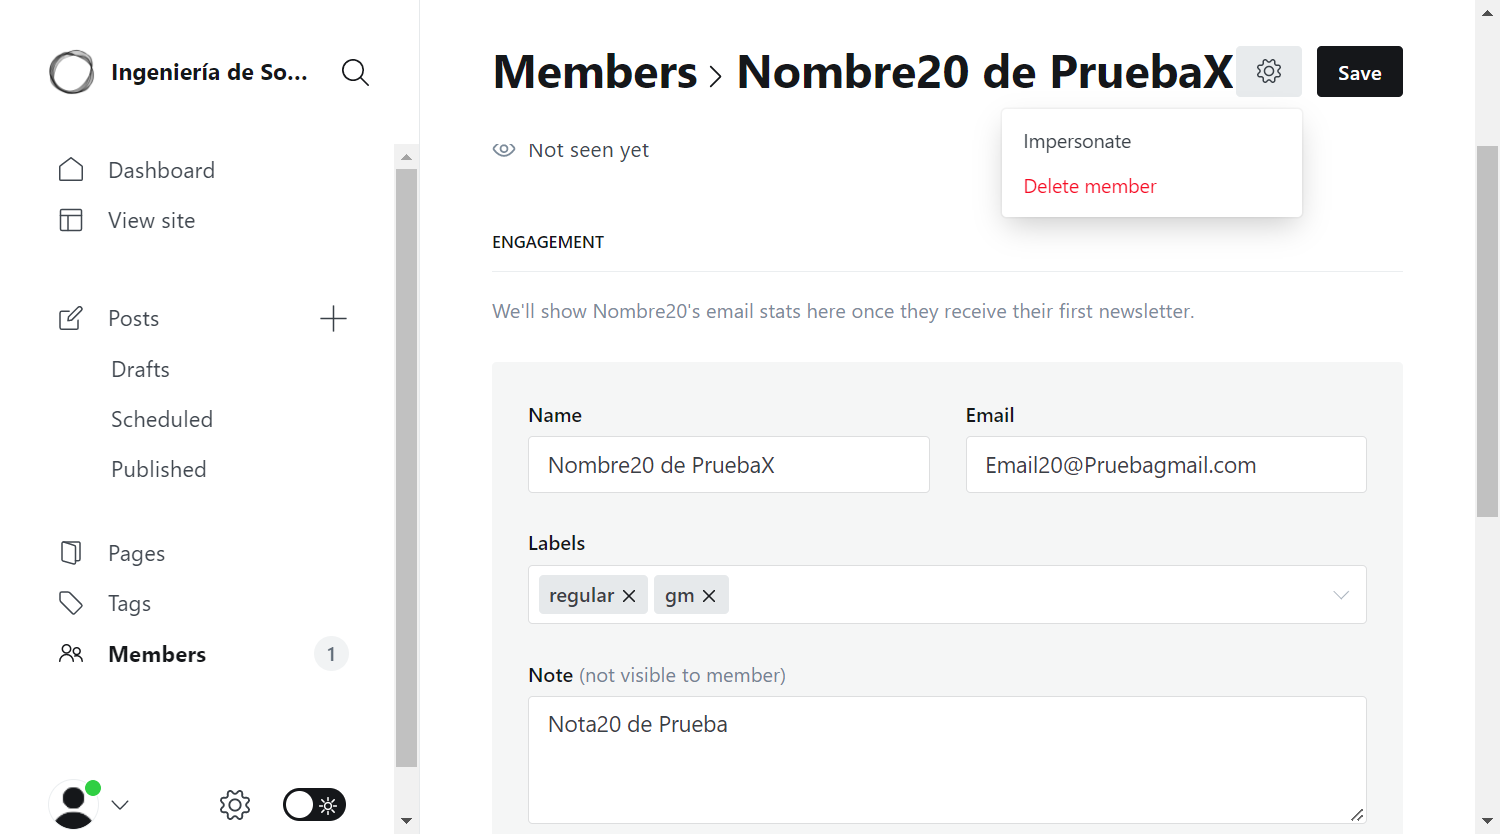 Ingeniería de So...
Dashboard
View site
Posts
Drafts
Scheduled
Published
Pages
Tags
Members
1
Members
Nombre20 de PruebaX
Save
Impersonate
Delete member
Not seen yet
ENGAGEMENT
We'll show Nombre20's email stats here once they receive their first newsletter.
Name
Nombre20 de PruebaX
Email
Email20@Pruebagmail.com
Labels
regular
gm
Note (not visible to member)
Nota20 de Prueba